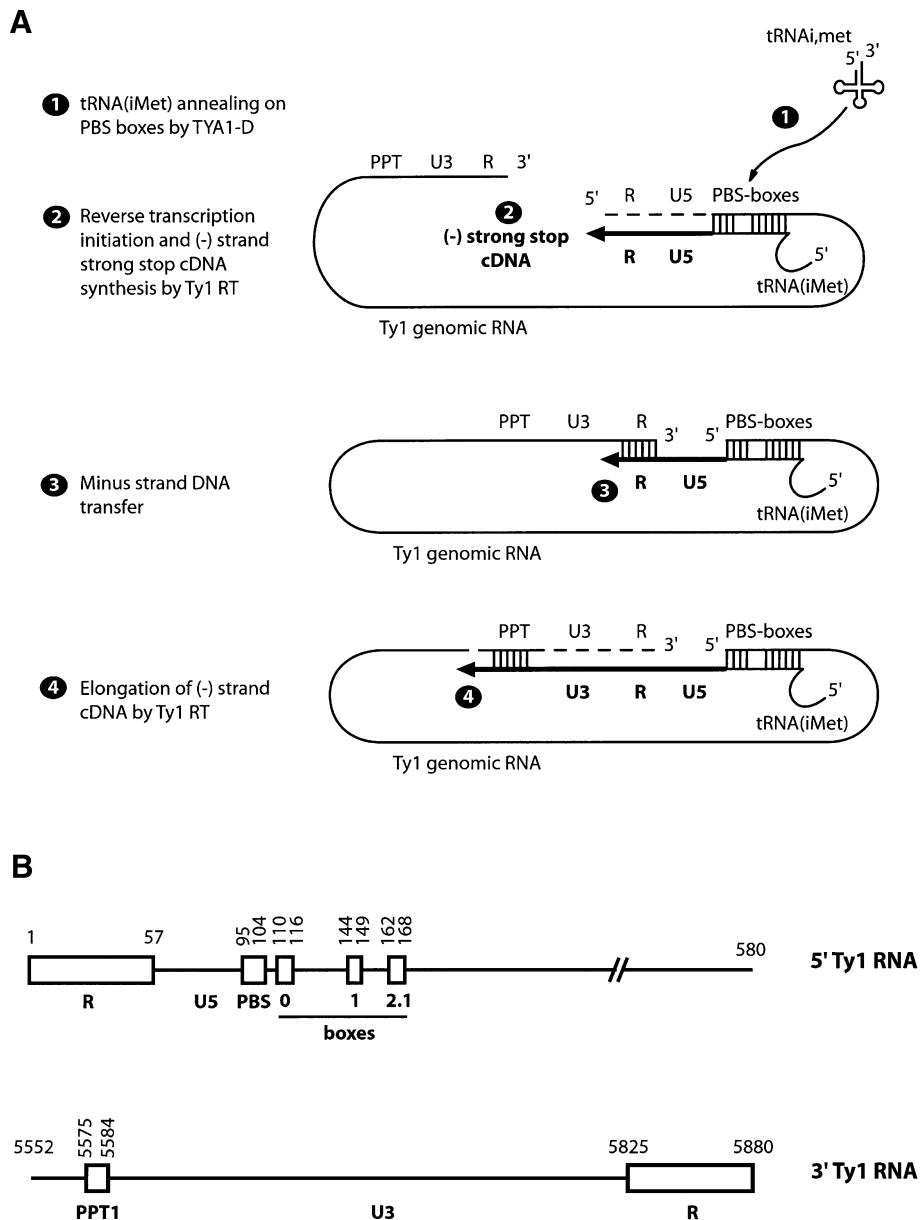 A
tRNAi,met
5' 3'
1 tRNA(iMet) annealing on
PBS boxes by TYA1-D
1
PPT U3 R 3'
5' R U5 PBS-boxes
2 Reverse transcription
initiation and (-) strand
strong stop cDNA
synthesis by Ty1 RT
2
(-) strong stop
cDNA
R U5
5'
tRNA(iMet)
Ty1 genomic RNA
PPT U3 R 3' 5' PBS-boxes
3 Minus strand DNA
transfer
3 R U5
5'
tRNA(iMet)
Ty1 genomic RNA
PPT U3 R 3' 5' PBS-boxes
4 Elongation of (-) strand
cDNA by Ty1 RT
4 U3 R U5
5'
tRNA(iMet)
Ty1 genomic RNA
B
1 57 95 104 110 116 144 149 162 168 580
5' Ty1 RNA
R U5 PBS 0 1 2.1
boxes
5552 5575 5584 5825 5880
3' Ty1 RNA
PPT1 U3 R